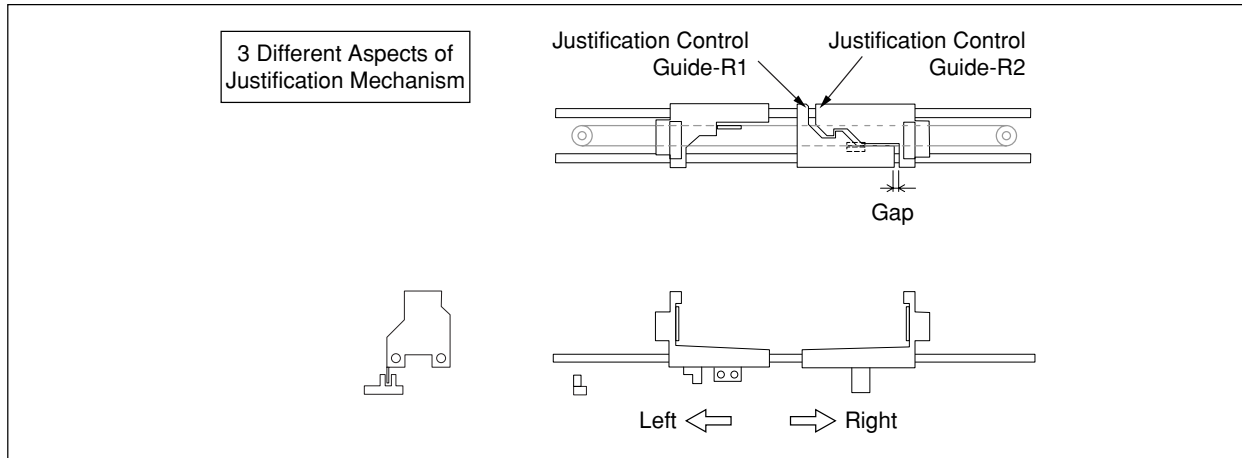 3 Different Aspects of
Justification Mechanism
Justification Control
Guide-R1
Justification Control
Guide-R2
Gap
Left
Right